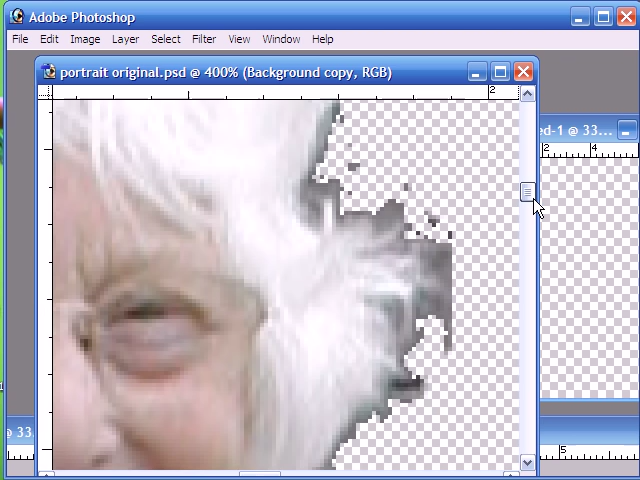 Adobe Photoshop
File Edit Image Layer Select Filter View Window Help
portrait original.psd @ 400% (Background copy, RGB)
2
ed-1 @ 33...
2 4
@ 33
5